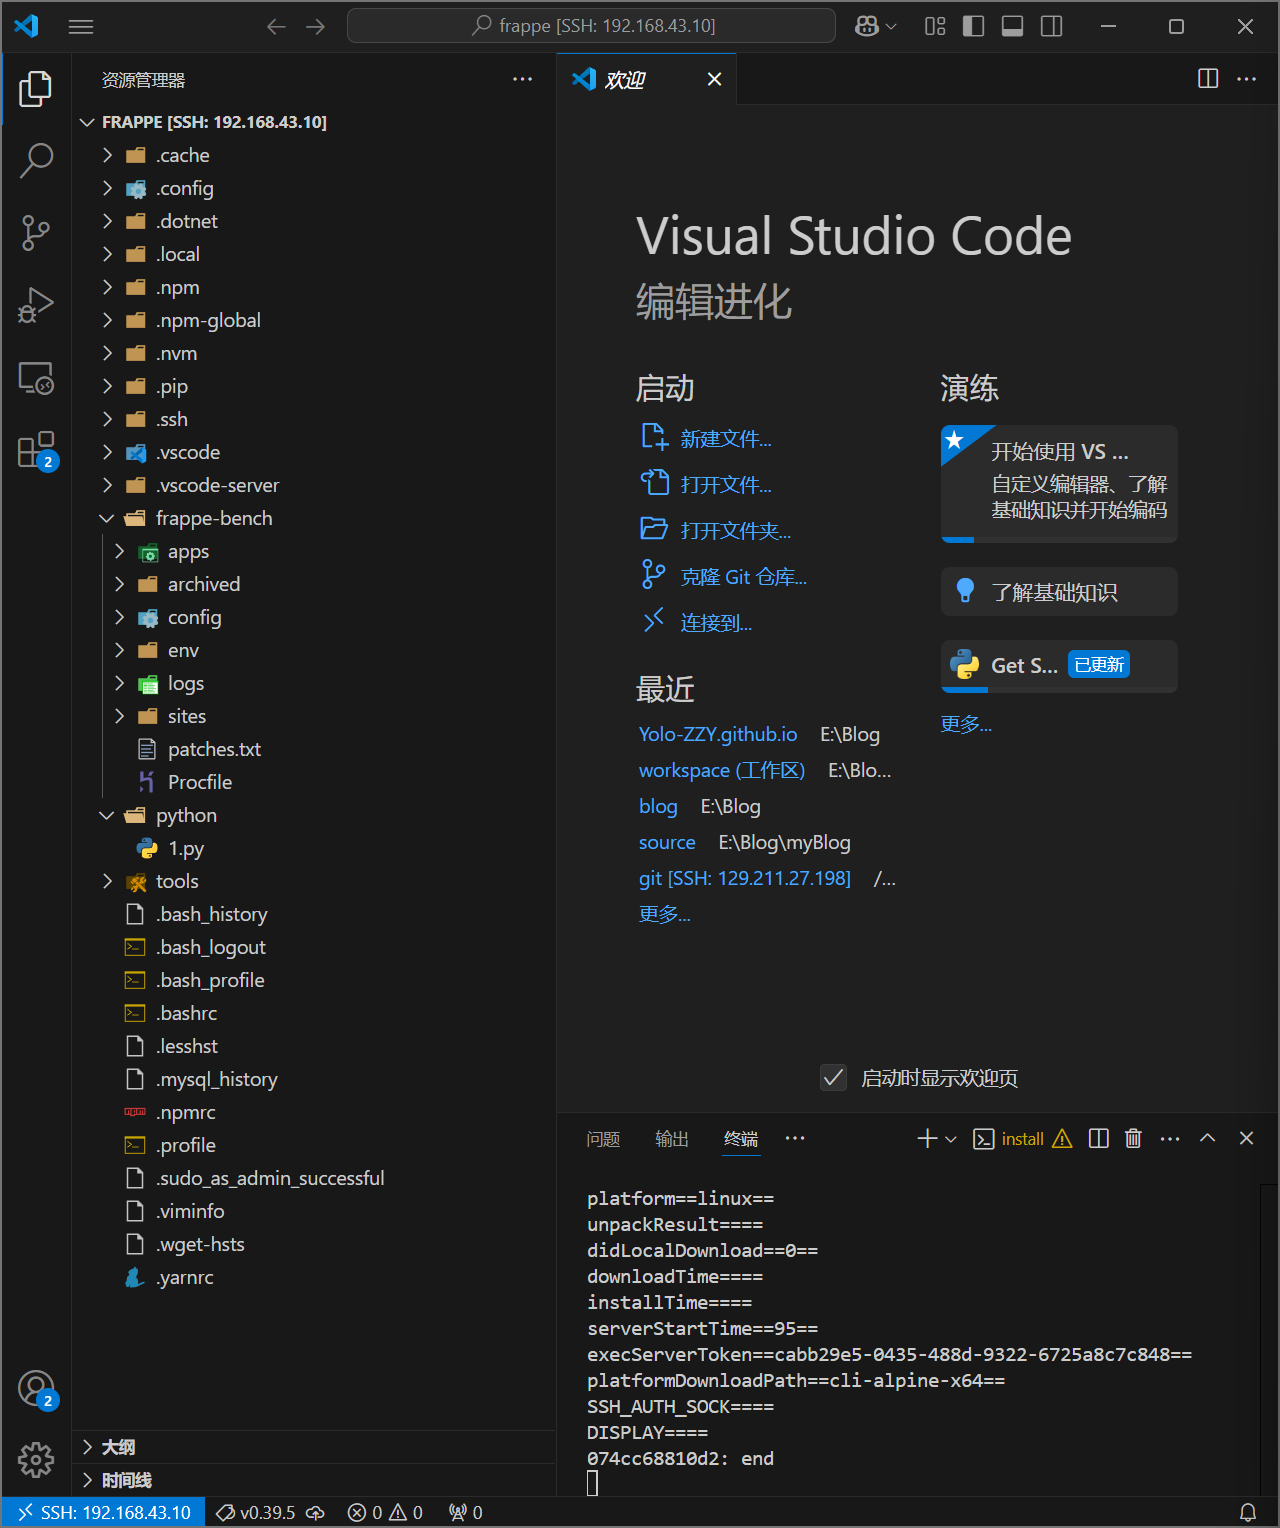 frappe [SSH: 192.168.43.10]
资源管理器
欢迎
FRAPPE [SSH: 192.168.43.10]
.cache
.config
.dotnet
.local
.npm
.npm-global
.nvm
.pip
.ssh
.vscode
.vscode-server
frappe-bench
apps
archived
config
env
logs
sites
patches.txt
Procfile
python
1.py
tools
.bash_history
.bash_logout
.bash_profile
.bashrc
.lesshst
.mysql_history
.npmrc
.profile
.sudo_as_admin_successful
.viminfo
.wget-hsts
.yarnrc
大纲
时间线
2
2
Visual Studio Code
编辑进化
启动
新建文件...
打开文件...
打开文件夹...
克隆 Git 仓库...
连接到...
最近
Yolo-ZZY.github.io E:\Blog
workspace (工作区) E:\Blo...
blog E:\Blog
source E:\Blog\myBlog
git [SSH: 129.211.27.198] /...
更多...
演练
开始使用 VS ...
自定义编辑器、了解
基础知识并开始编码
了解基础知识
Get S... 已更新
更多...
启动时显示欢迎页
问题 输出 终端 install
platform==linux==
unpackResult====
didLocalDownload==0==
downloadTime====
installTime====
serverStartTime==95==
execServerToken==cabb29e5-0435-488d-9322-6725a8c7c848==
platformDownloadPath==cli-alpine-x64==
SSH_AUTH_SOCK====
DISPLAY====
074cc68810d2: end
SSH: 192.168.43.10 v0.39.5 0 0 0